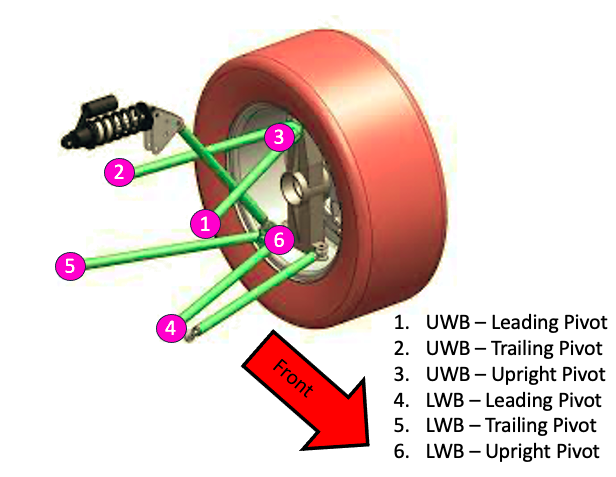 3
2
1
6
5
4
Front
1. UWB – Leading Pivot
2. UWB – Trailing Pivot
3. UWB – Upright Pivot
4. LWB – Leading Pivot
5. LWB – Trailing Pivot
6. LWB – Upright Pivot